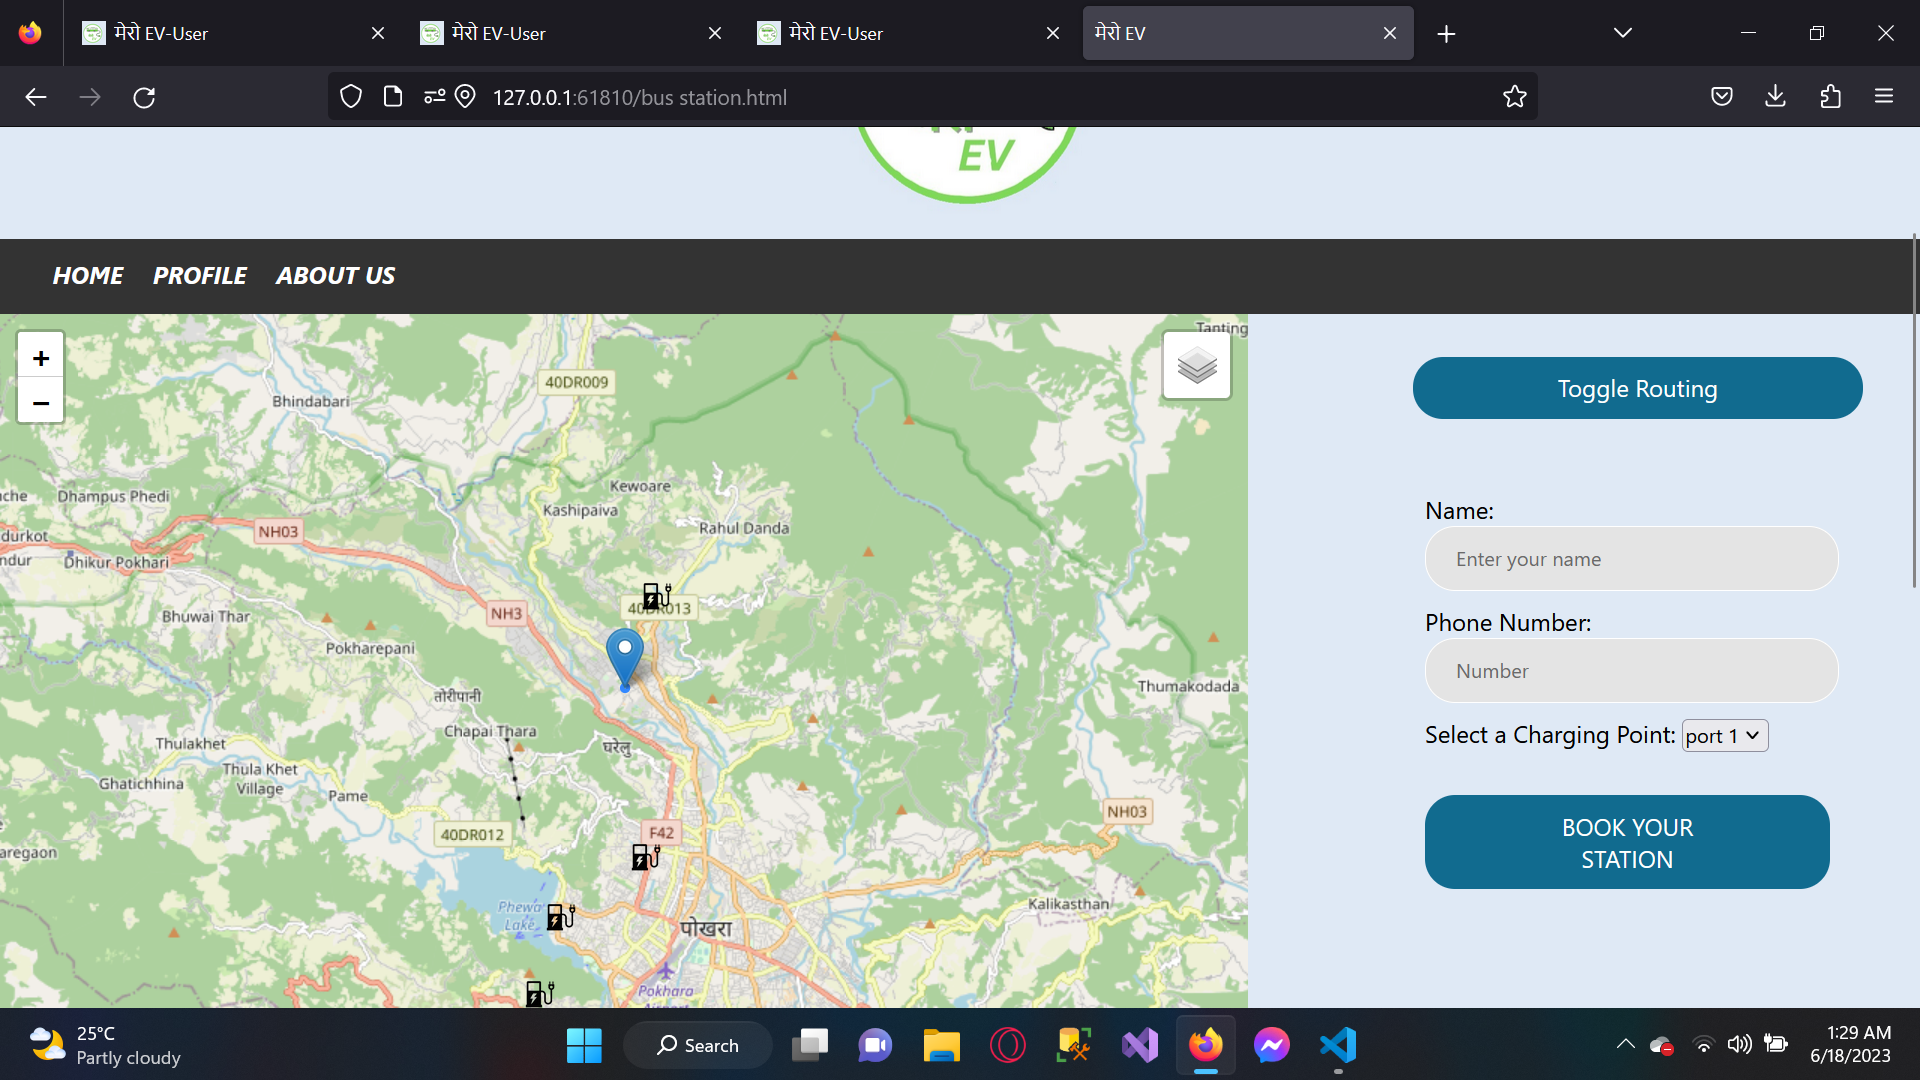 मेरो EV-User
मेरो EV-User
मेरो EV-User
मेरो EV
127.0.0.1:61810/bus station.html
EV
HOME PROFILE ABOUT US
+
−
Tanting
40DR009
Bhindabari
Toggle Routing
Kewoare
Dhampus Phedi
Kashipaiva
Rahul Danda
NH03
durkot
Dhikur Pokhari
ndur
Name:
Enter your name
40DR013
NH3
Bhuwai Thar
Pokharepani
Phone Number:
Number
Thumakodada
तोरीपानी
Chapai Thara
घरेलु
Thulakhet
Select a Charging Point: port 1
Thula Khet
Village
Ghatichhina
Pame
NH03
40DR012
F42
aregaon
BOOK YOUR
STATION
Phewa
Lake
Kalikasthan
पोखरा
Pokhara
25°C
Partly cloudy
Search
1:29 AM
6/18/2023